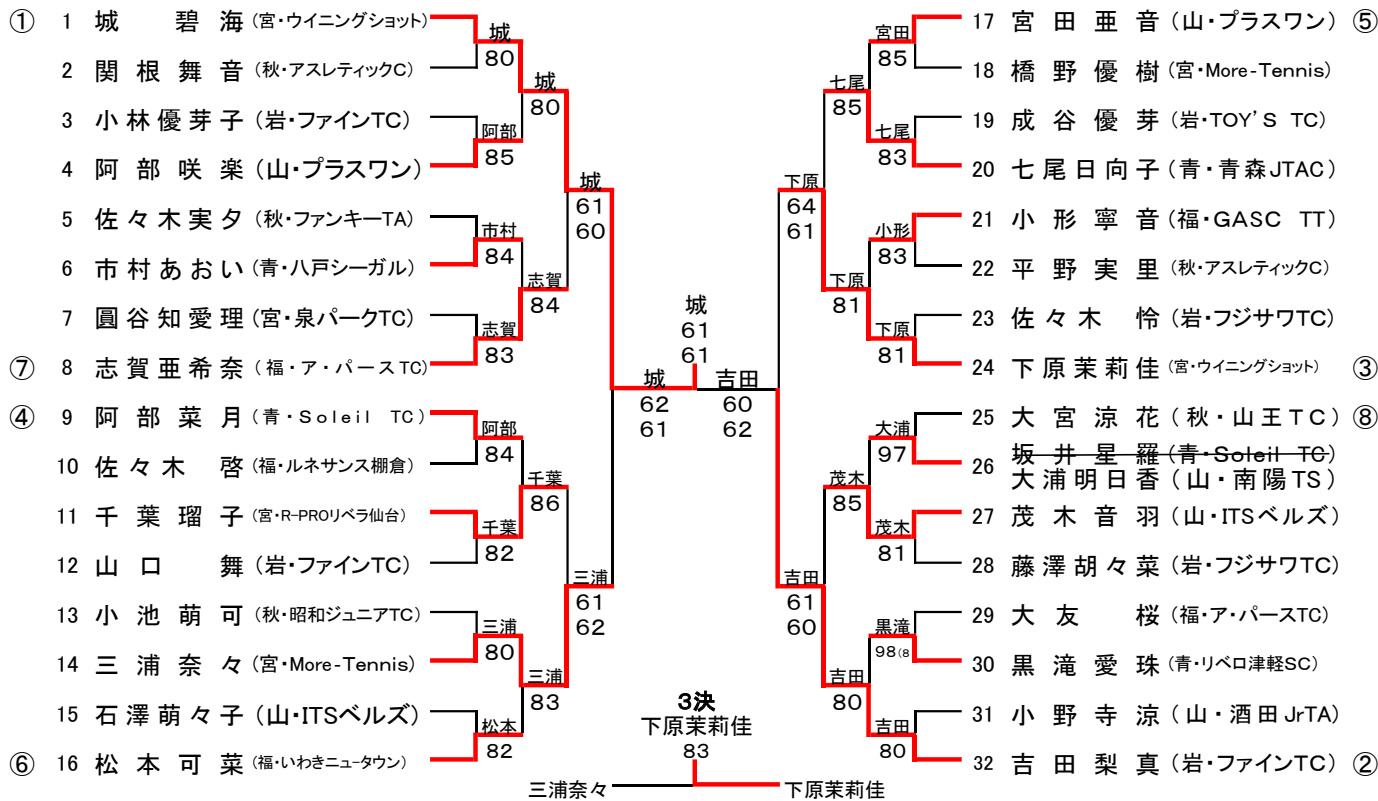 ① 1 城 碧 海 (宮・ウイニングショット)
2 関根舞音 (秋・アスレティックC)
3 小林優芽子 (岩・ファインTC)
4 阿部咲楽 (山・プラスワン)
5 佐々木実夕 (秋・ファンキーTA)
6 市村あおい (青・八戸シーガル)
7 圓谷知愛理 (宮・泉パークTC)
⑦ 8 志賀亜希奈 (福・ア・パースTC)
④ 9 阿部菜月 (青・Soleil TC)
10 佐々木 啓 (福・ルネサンス棚倉)
11 千葉瑠子 (宮・R-PROリベラ仙台)
12 山口 舞 (岩・ファインTC)
13 小池萌可 (秋・昭和ジュニアTC)
14 三浦奈々 (宮・More-Tennis)
15 石澤萌々子 (山・ITSベルズ)
⑥ 16 松本可菜 (福・いわきニュータウン)
城
80
阿部
85
市村
84
志賀
83
阿部
84
千葉
82
三浦
80
松本
82
城
80
志賀
84
千葉
86
三浦
83
城
61
60
三浦
61
62
城
62
61
城
61
61
吉田
60
62
下原
64
61
吉田
61
60
七尾
85
下原
81
茂木
85
吉田
80
宮田
85
七尾
83
小形
83
下原
81
大浦
97
茂木
81
黒滝
98(8
吉田
80
17 宮田亜音 (山・プラスワン) ⑤
18 橋野優樹 (宮・More-Tennis)
19 成谷優芽 (岩・TOY'S TC)
20 七尾日向子 (青・青森JTAC)
21 小形寧音 (福・GASC TT)
22 平野実里 (秋・アスレティックC)
23 佐々木 怜 (岩・フジサワTC)
24 下原茉莉佳 (宮・ウイニングショット) ③
25 大宮涼花 (秋・山王TC) ⑧
26 坂井星羅 (青・Soleil TC)
大浦明日香 (山・南陽TS)
27 茂木音羽 (山・ITSベルズ)
28 藤澤胡々菜 (岩・フジサワTC)
29 大友 桜 (福・ア・パースTC)
30 黒滝愛珠 (青・リベロ津軽SC)
31 小野寺涼 (山・酒田JrTA)
32 吉田梨真 (岩・ファインTC) ②
3決
下原茉莉佳
83
三浦奈々 下原茉莉佳